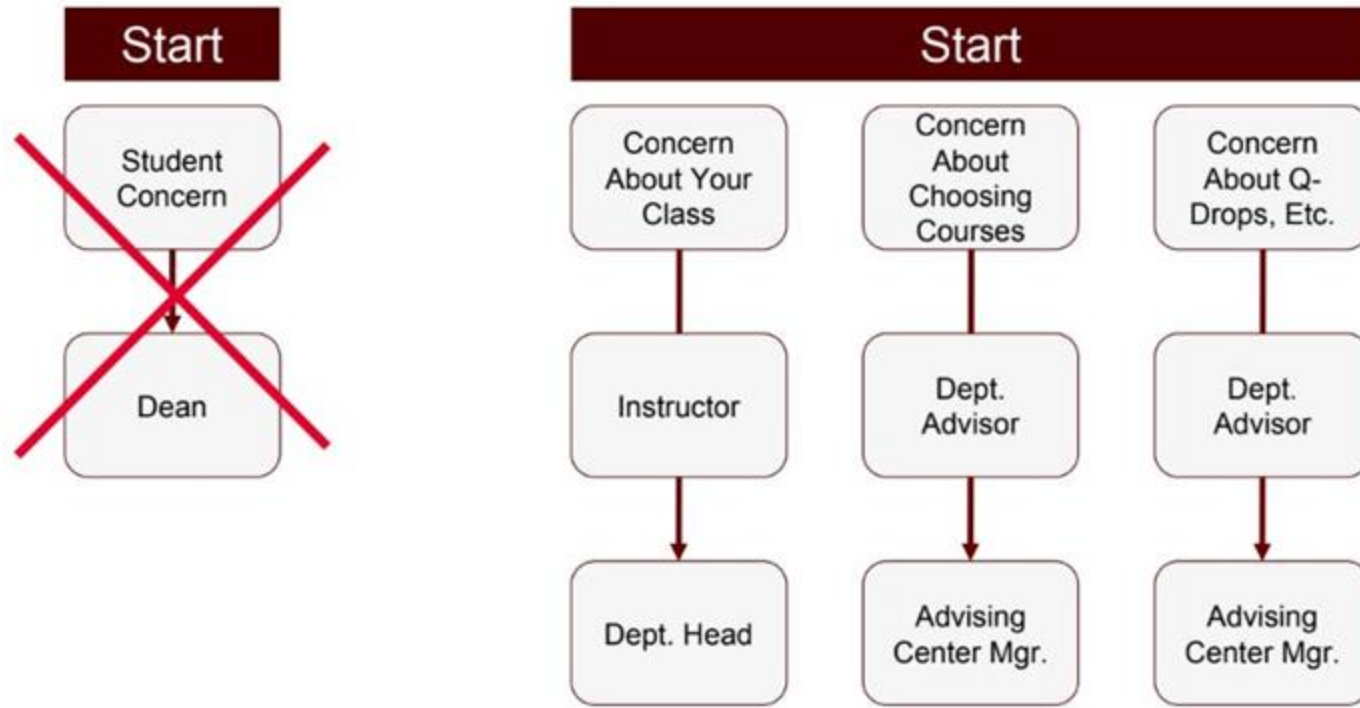 Start
Student
Concern
Dean
Start
Concern
About Your
Class
Instructor
Dept. Head
Concern
About
Choosing
Courses
Dept.
Advisor
Advising
Center Mgr.
Concern
About Q-
Drops, Etc.
Dept.
Advisor
Advising
Center Mgr.